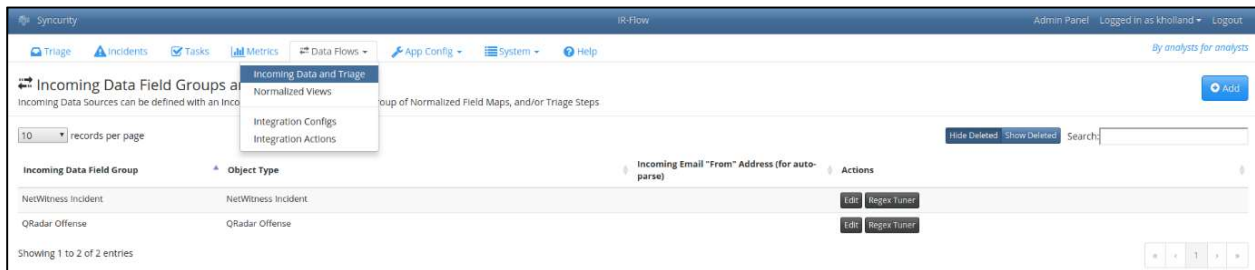 Syncurity IR-Flow Admin Panel Logged in as kholland Logout
Triage Incidents Tasks Metrics Data Flows App Config System Help By analysts for analysts
Incoming Data and Triage
Incoming Data Field Groups a
Add
Normalized Views
Incoming Data Sources can be defined with an Inco oup of Normalized Field Maps, and/or Triage Steps
Integration Configs
Integration Actions
10 records per page Hide Deleted Show Deleted Search:
Incoming Data Field Group Object Type Incoming Email "From" Address (for auto-
parse) Actions
NetWitness Incident NetWitness Incident Edit Regex Tuner
QRadar Offense QRadar Offense Edit Regex Tuner
Showing 1 to 2 of 2 entries « ‹ 1 › »